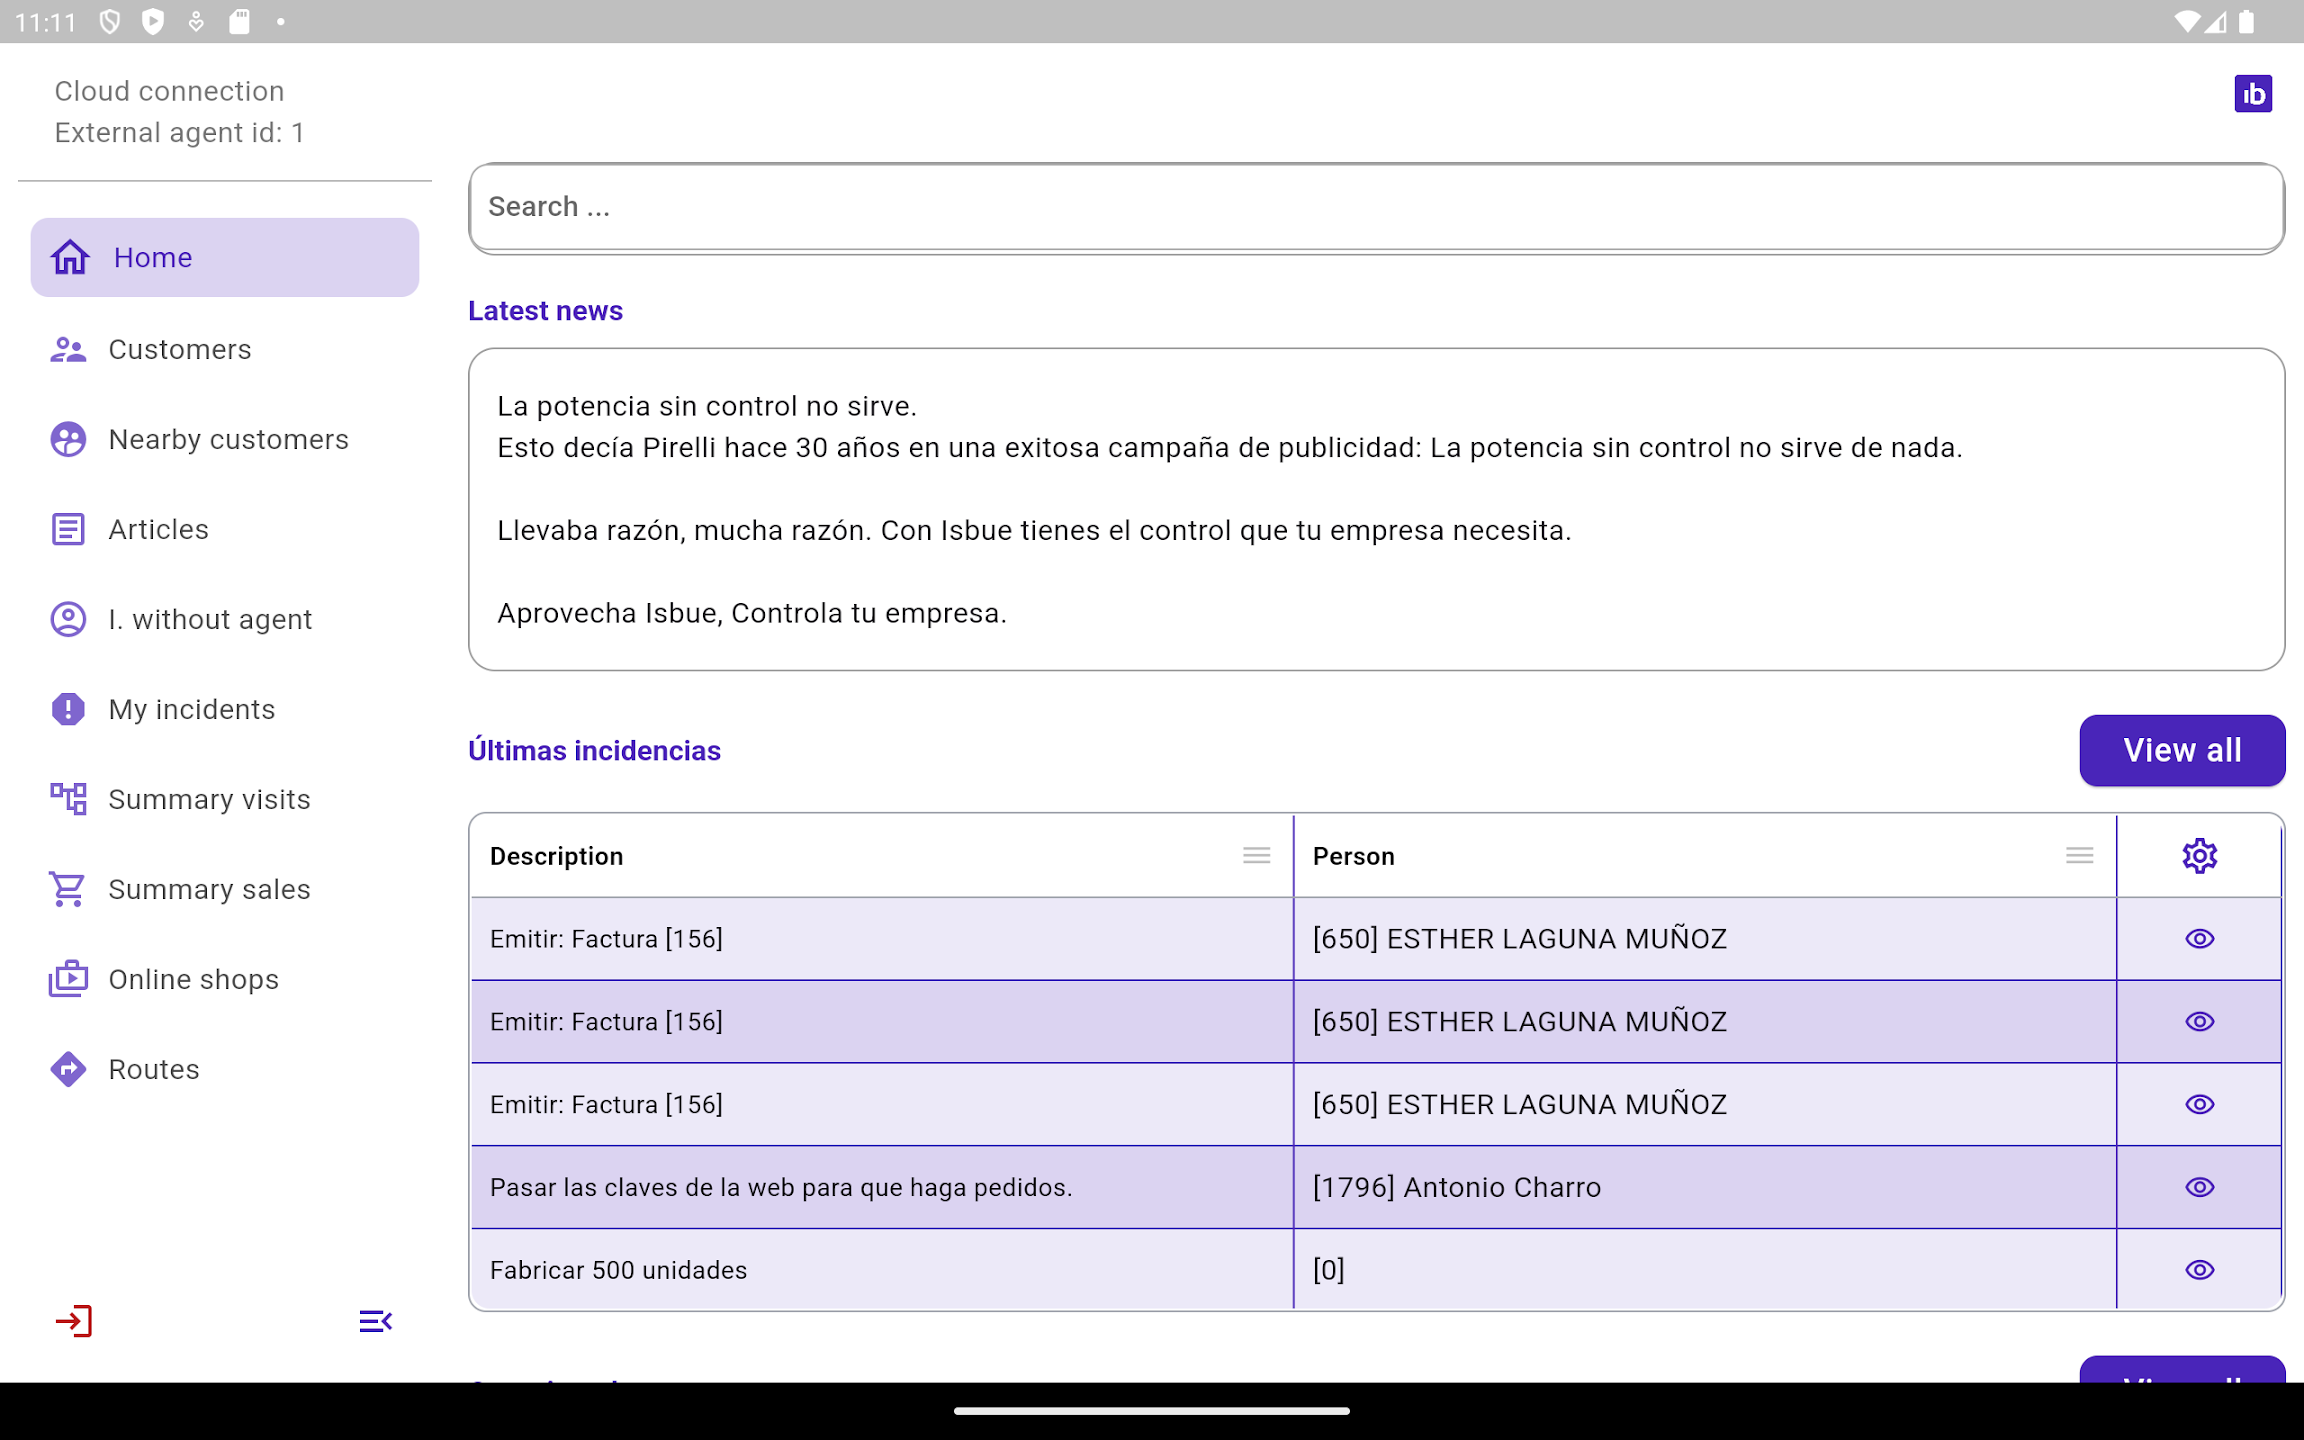 11:11
Cloud connection
External agent id: 1
ıb
Home
Customers
Nearby customers
Articles
I. without agent
My incidents
Summary visits
Summary sales
Online shops
Routes
Search ...
Latest news
La potencia sin control no sirve.
Esto decía Pirelli hace 30 años en una exitosa campaña de publicidad: La potencia sin control no sirve de nada.
Llevaba razón, mucha razón. Con Isbue tienes el control que tu empresa necesita.
Aprovecha Isbue, Controla tu empresa.
Últimas incidencias
View all
Description Person
Emitir: Factura [156] [650] ESTHER LAGUNA MUÑOZ
Emitir: Factura [156] [650] ESTHER LAGUNA MUÑOZ
Emitir: Factura [156] [650] ESTHER LAGUNA MUÑOZ
Pasar las claves de la web para que haga pedidos. [1796] Antonio Charro
Fabricar 500 unidades [0]